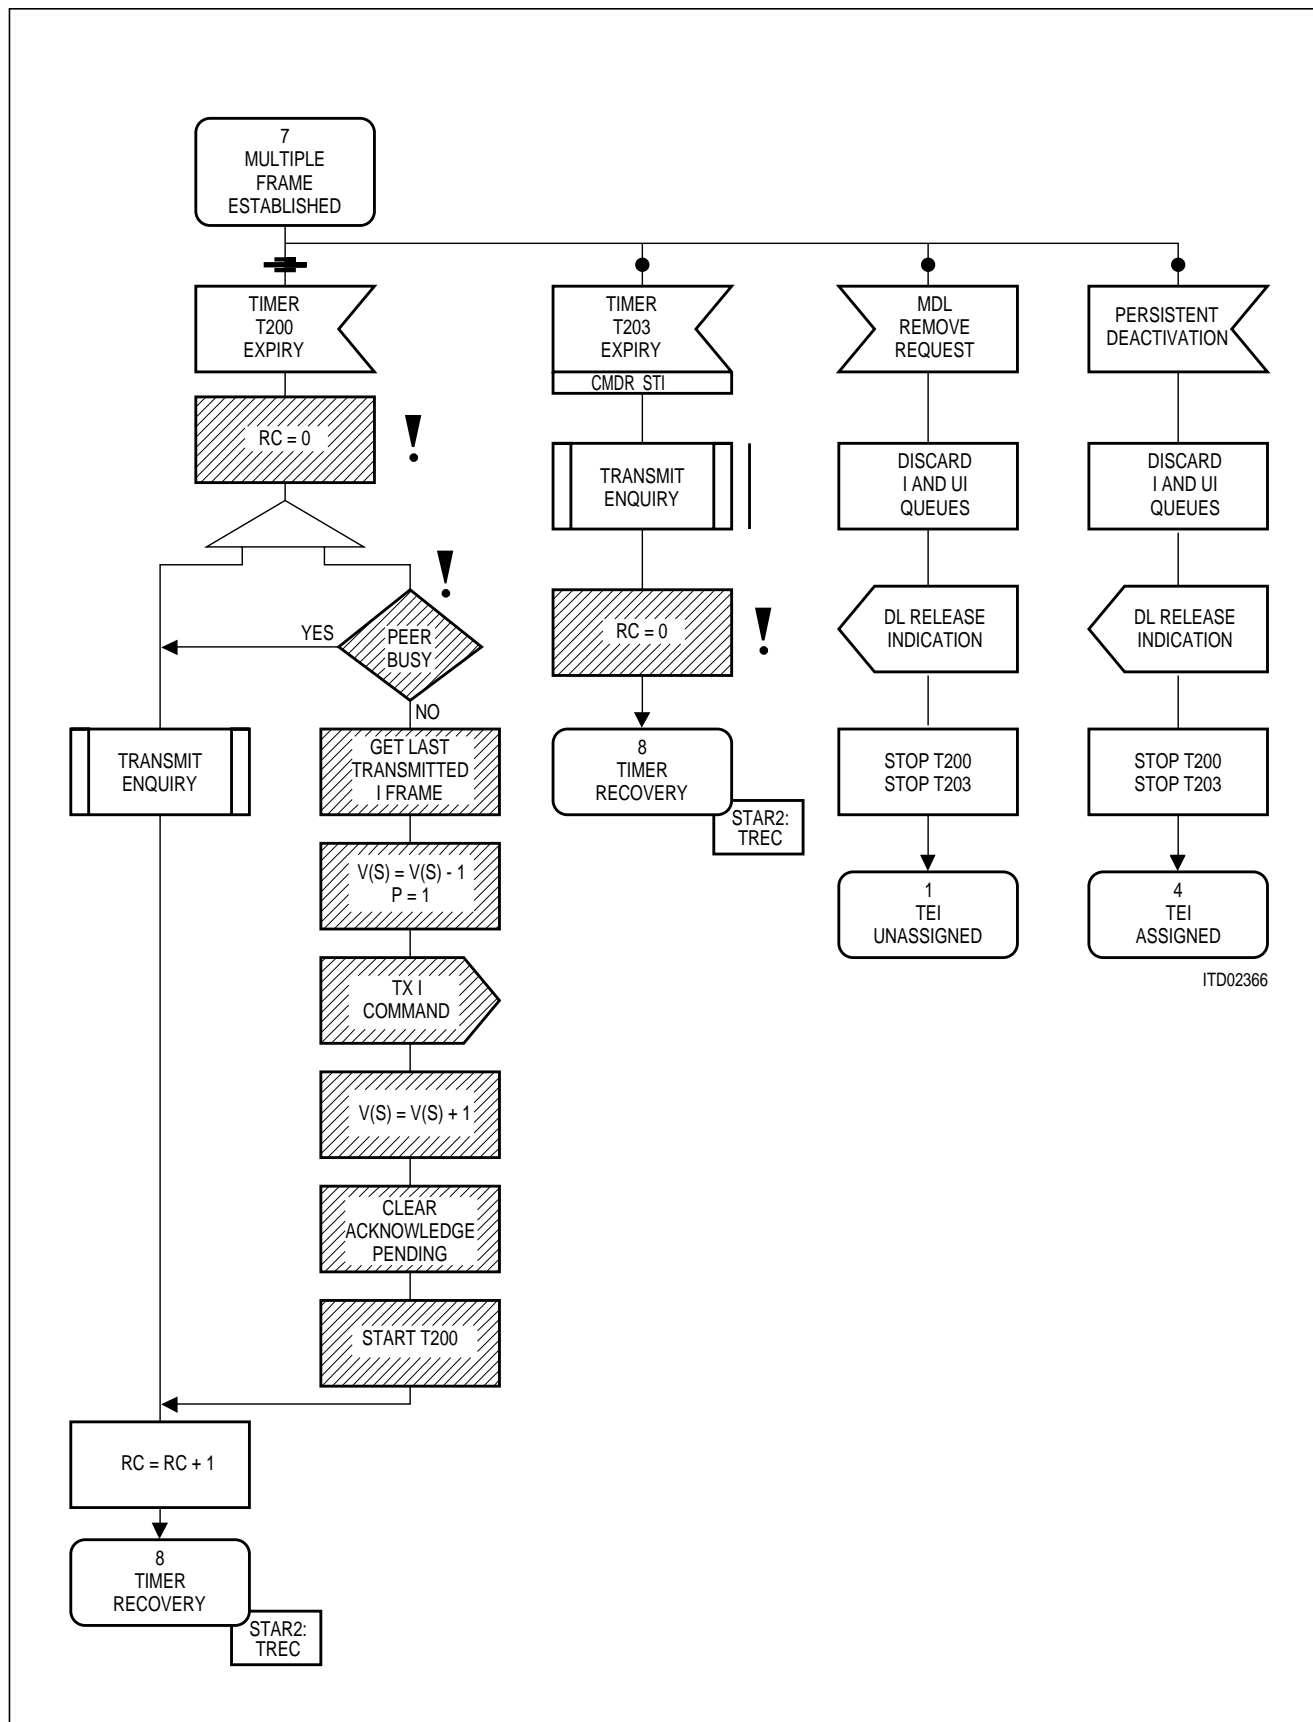 7
MULTIPLE
FRAME
ESTABLISHED
TIMER
T200
EXPIRY
RC = 0
!
!
PEER
BUSY
YES
NO
TRANSMIT
ENQUIRY
GET LAST
TRANSMITTED
I FRAME
V(S) = V(S) - 1
P = 1
TX I
COMMAND
V(S) = V(S) + 1
CLEAR
ACKNOWLEDGE
PENDING
START T200
RC = RC + 1
8
TIMER
RECOVERY
STAR2:
TREC
TIMER
T203
EXPIRY
CMDR STI
TRANSMIT
ENQUIRY
RC = 0
!
8
TIMER
RECOVERY
STAR2:
TREC
MDL
REMOVE
REQUEST
DISCARD
I AND UI
QUEUES
DL RELEASE
INDICATION
STOP T200
STOP T203
1
TEI
UNASSIGNED
PERSISTENT
DEACTIVATION
DISCARD
I AND UI
QUEUES
DL RELEASE
INDICATION
STOP T200
STOP T203
4
TEI
ASSIGNED
ITD02366